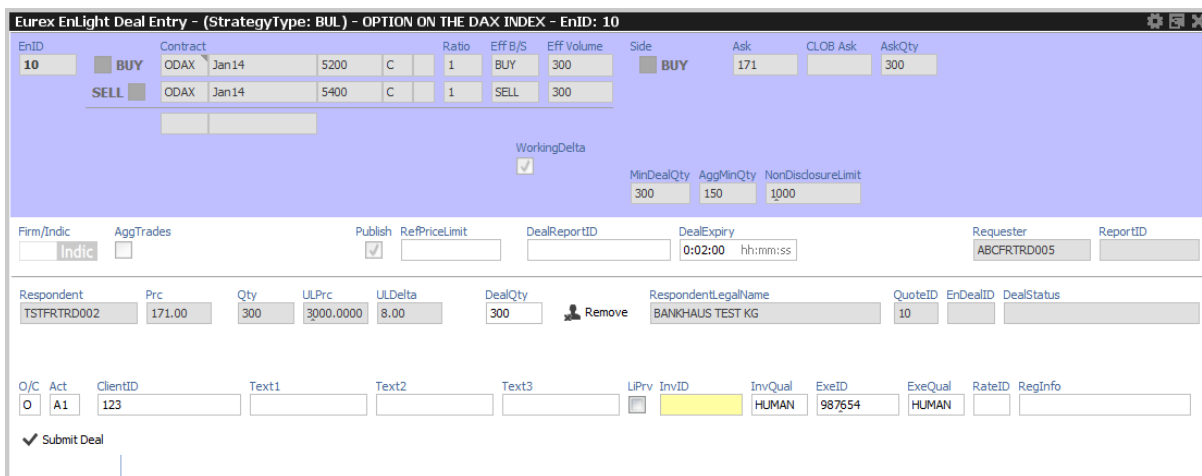 Eurex EnLight Deal Entry - (StrategyType: BUL) - OPTION ON THE DAX INDEX - EnID: 10
EnID Contract Ratio Eff B/S Eff Volume Side Ask CLOB Ask AskQty
10 BUY ODAX Jan14 5200 C 1 BUY 300 BUY 171 300
SELL ODAX Jan14 5400 C 1 SELL 300
WorkingDelta
MinDealQty AggMinQty NonDisclosureLimit
300 150 1000
Firm/Indic AggTrades Publish RefPriceLimit DealReportID DealExpiry Requester ReportID
Indic 0:02:00 hh:mm:ss ABCFRTRD005
Respondent Prc Qty ULPrc ULDelta DealQty RespondentLegalName QuoteID EnDealID DealStatus
TSTFRTRD002 171.00 300 3000.0000 8.00 300 Remove BANKHAUS TEST KG 10
O/C Act ClientID Text1 Text2 Text3 LiPrv InvID InvQual ExeID ExeQual RateID RegInfo
O A1 123 HUMAN 987654 HUMAN
Submit Deal